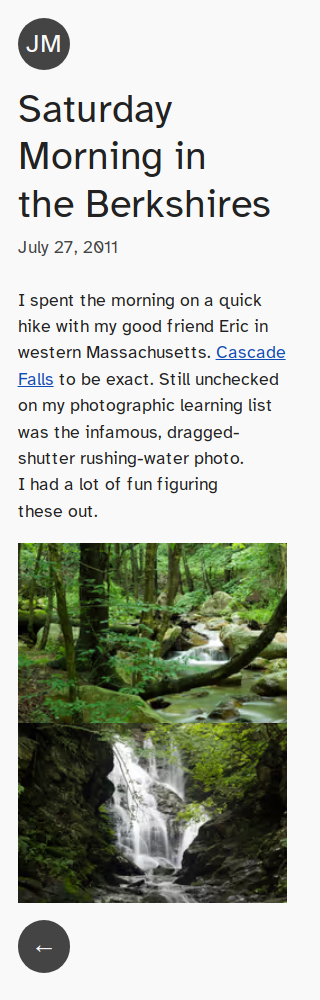 JM
Saturday
Morning in
the Berkshires
July 27, 2011
I spent the morning on a quick
hike with my good friend Eric in
western Massachusetts. Cascade
Falls to be exact. Still unchecked
on my photographic learning list
was the infamous, dragged-
shutter rushing-water photo.
I had a lot of fun figuring
these out.
←